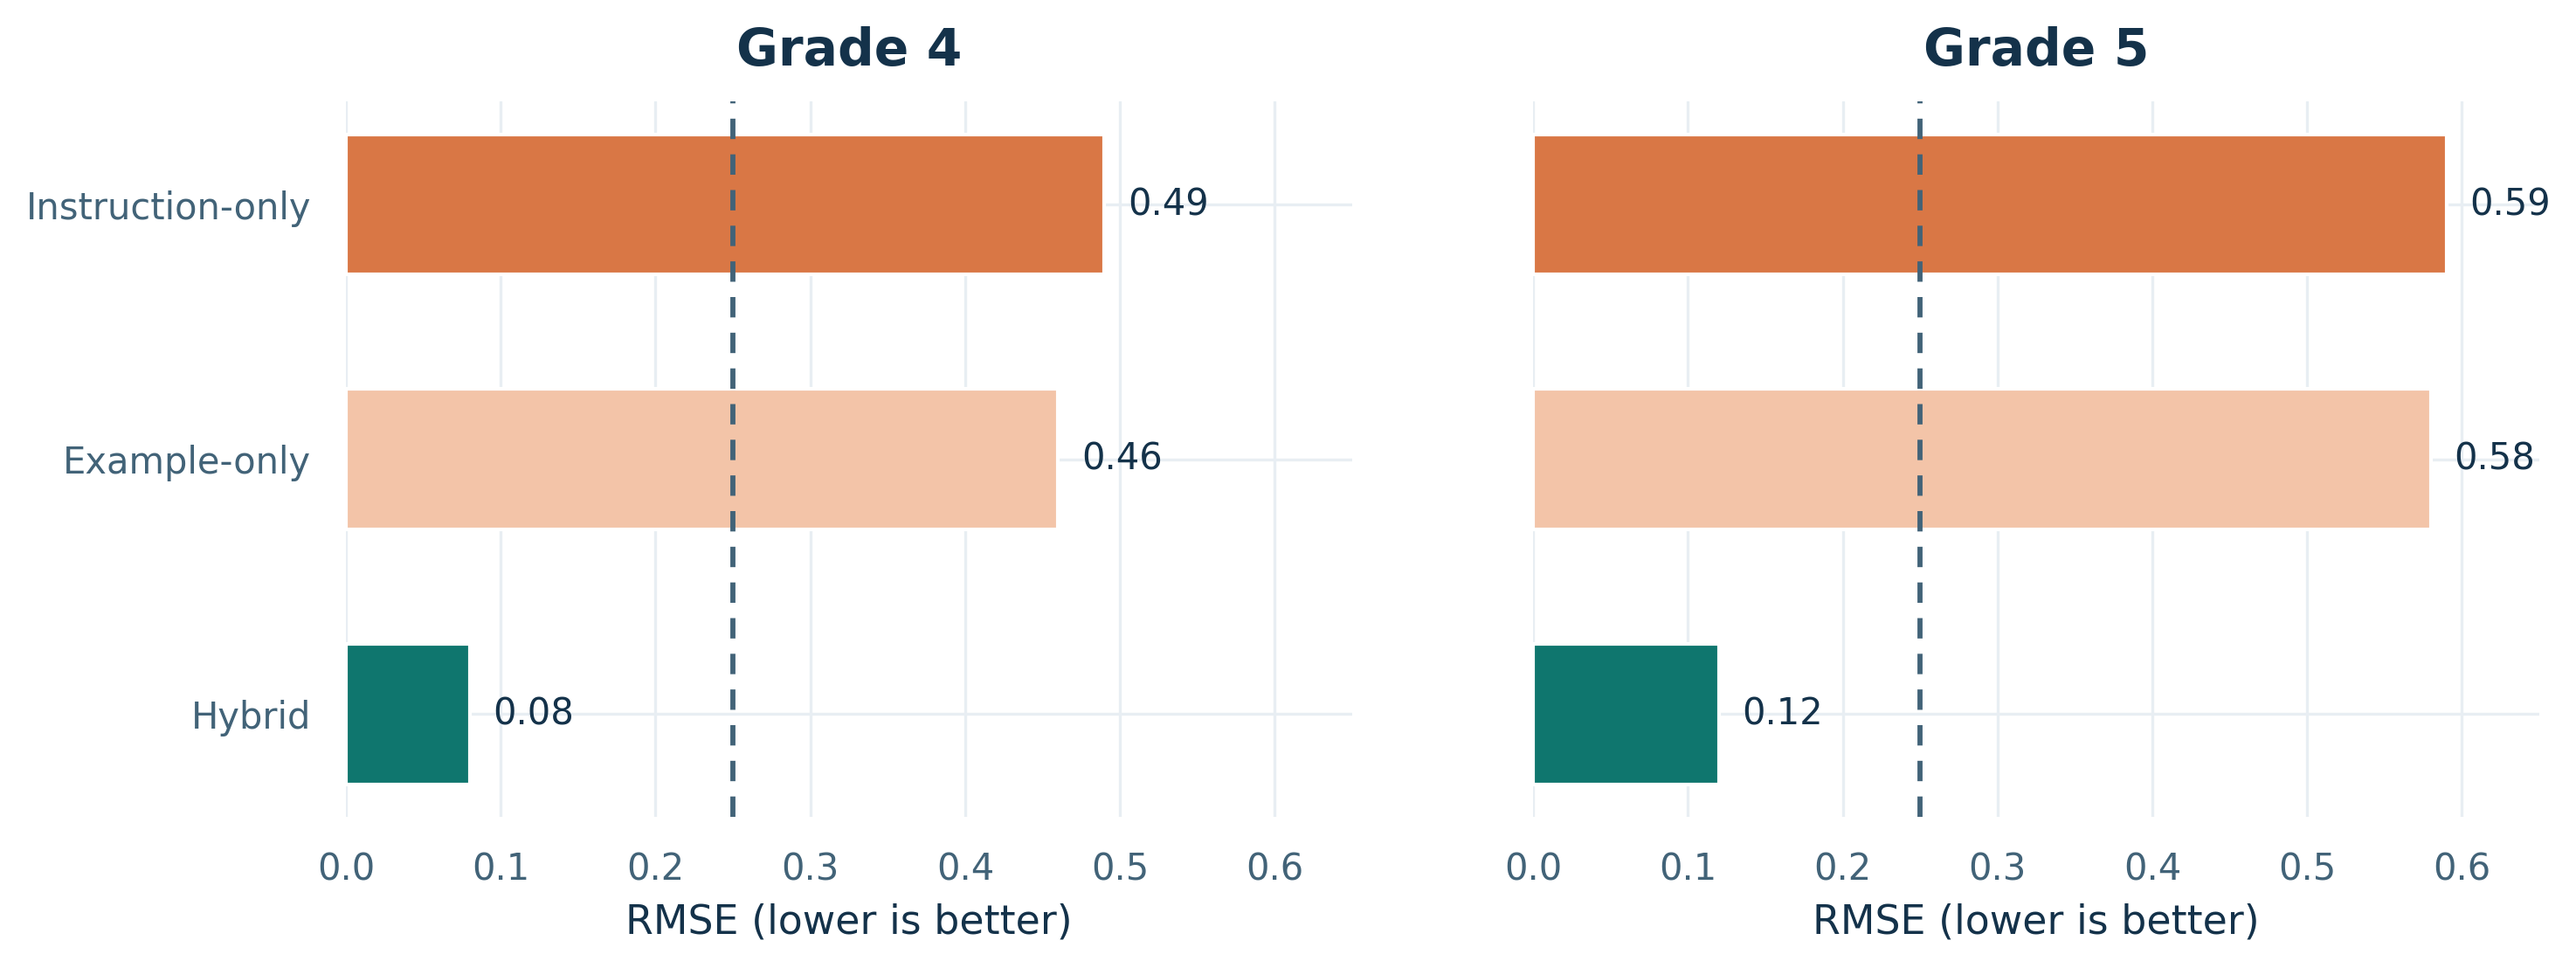 Grade 4
Instruction-only
0.49
Example-only
0.46
Hybrid
0.08
0.0 0.1 0.2 0.3 0.4 0.5 0.6
RMSE (lower is better)
Grade 5
0.59
0.58
0.12
0.0 0.1 0.2 0.3 0.4 0.5 0.6
RMSE (lower is better)